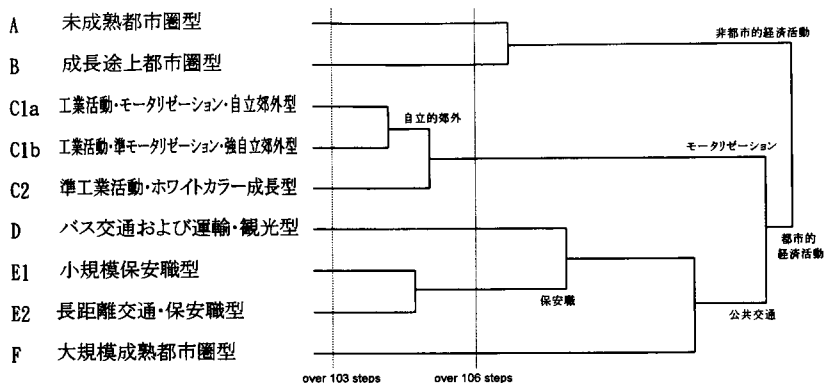 A 未成熟都市圏型
非都市的経済活動
B 成長途上都市圏型
C1a 工業活動・モータリゼーション・自立郊外型
自立的郊外
C1b 工業活動・準モータリゼーション・強自立郊外型
モータリゼーション
C2 準工業活動・ホワイトカラー成長型
D バス交通および運輸・観光型
都市的
経済活動
E1 小規模保安職型
保安職
E2 長距離交通・保安職型
公共交通
F 大規模成熟都市圏型
over 103 steps
over 106 steps